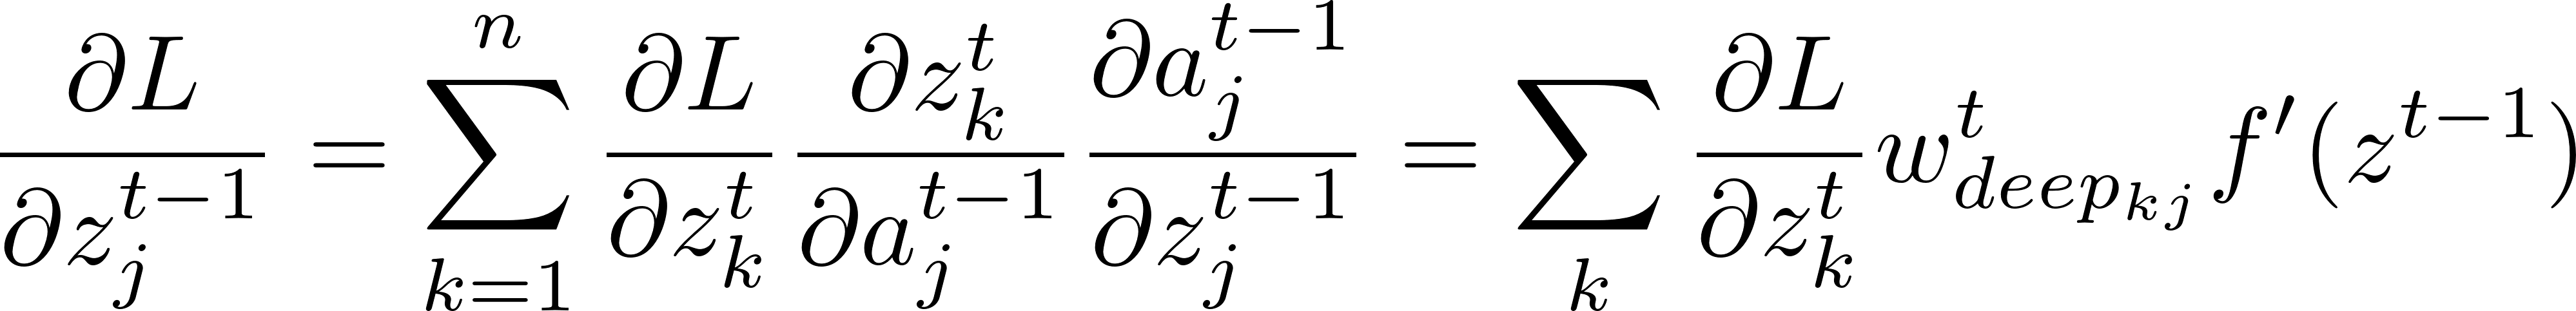 \frac{\partial L}{\partial z_j^{t-1}} = \sum_{k=1}^{n} \frac{\partial L}{\partial z_k^t} \frac{\partial z_k^t}{\partial a_j^{t-1}} \frac{\partial a_j^{t-1}}{\partial z_j^{t-1}} = \sum_k \frac{\partial L}{\partial z_k^t} w_{deep_{kj}}^t f'(z^{t-1})